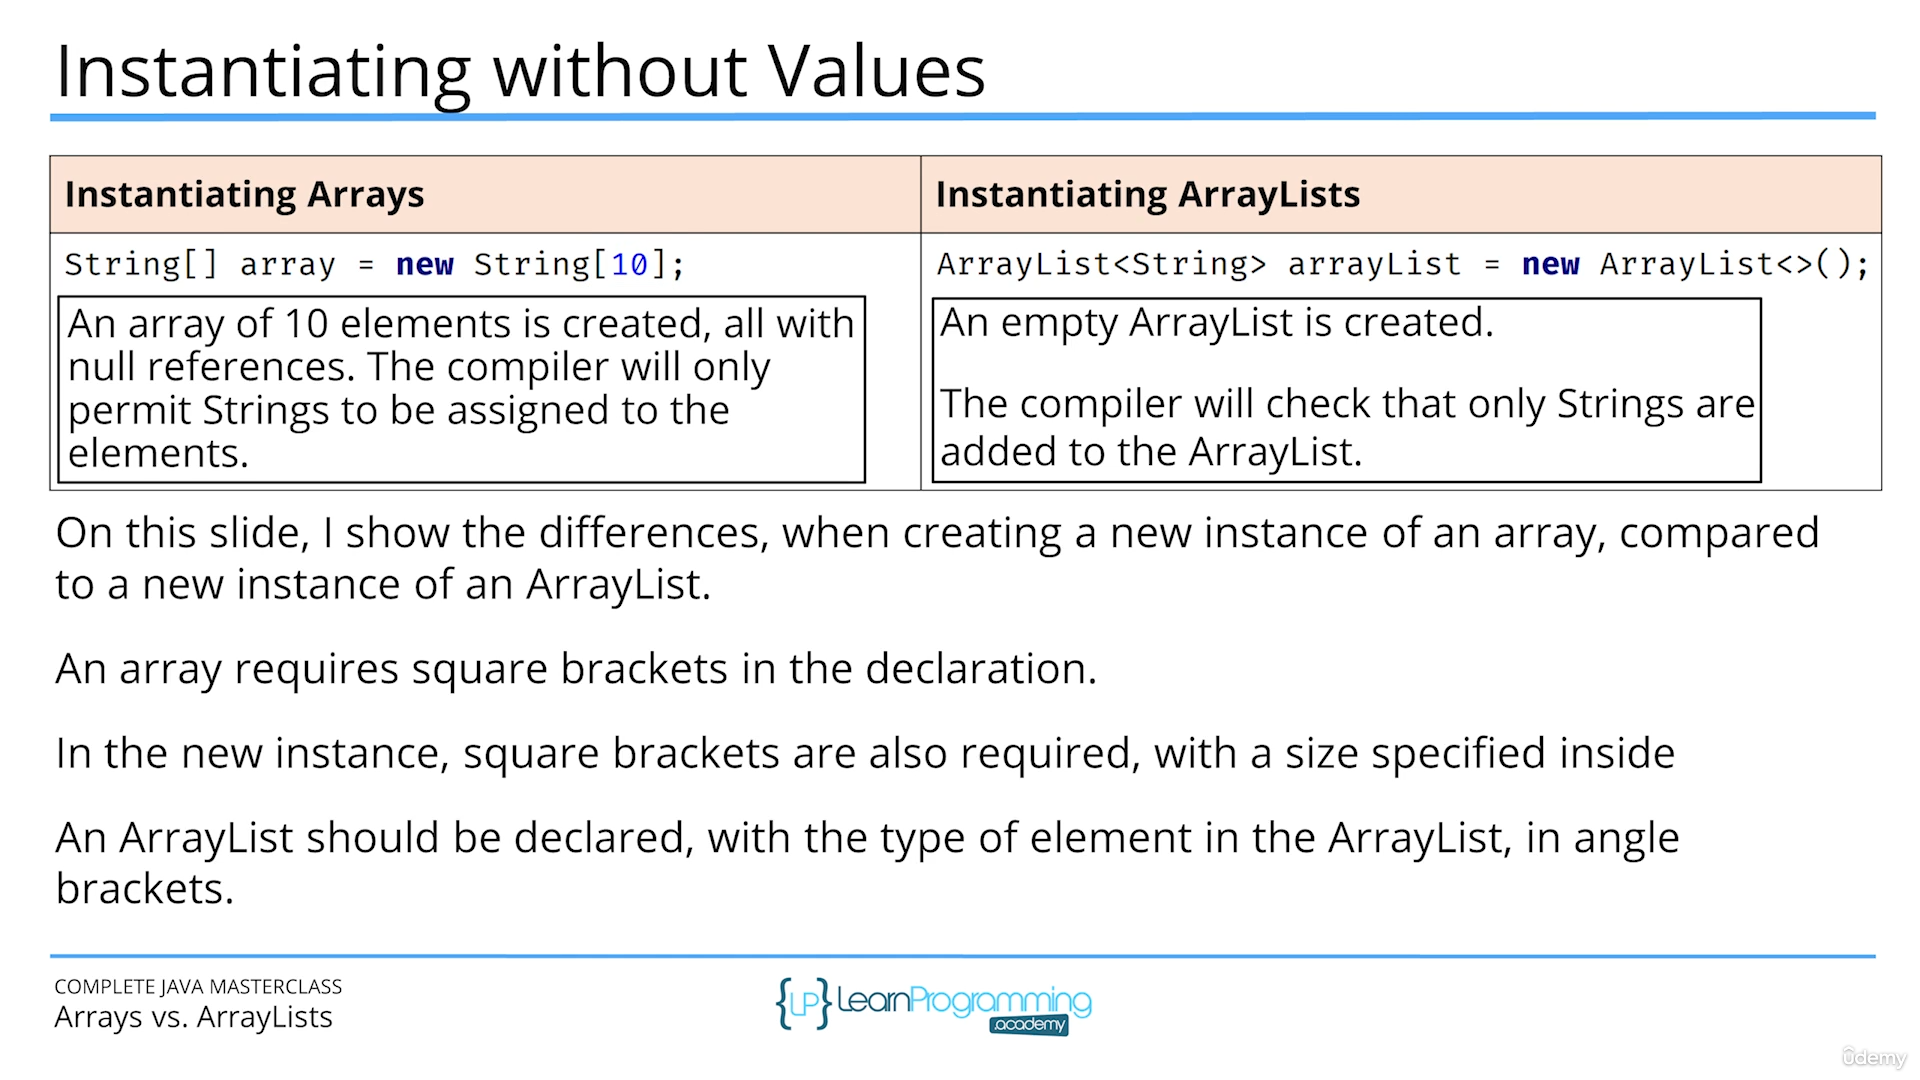 Instantiating without Values
Instantiating Arrays
Instantiating ArrayLists
String[] array = new String[10];
ArrayList<String> arrayList = new ArrayList<>();
An array of 10 elements is created, all with
null references. The compiler will only
permit Strings to be assigned to the
elements.
An empty ArrayList is created.
The compiler will check that only Strings are
added to the ArrayList.
On this slide, I show the differences, when creating a new instance of an array, compared
to a new instance of an ArrayList.
An array requires square brackets in the declaration.
In the new instance, square brackets are also required, with a size specified inside
An ArrayList should be declared, with the type of element in the ArrayList, in angle
brackets.
COMPLETE JAVA MASTERCLASS
Arrays vs. ArrayLists
{LP} LearnProgramming
.academy
ûdemy